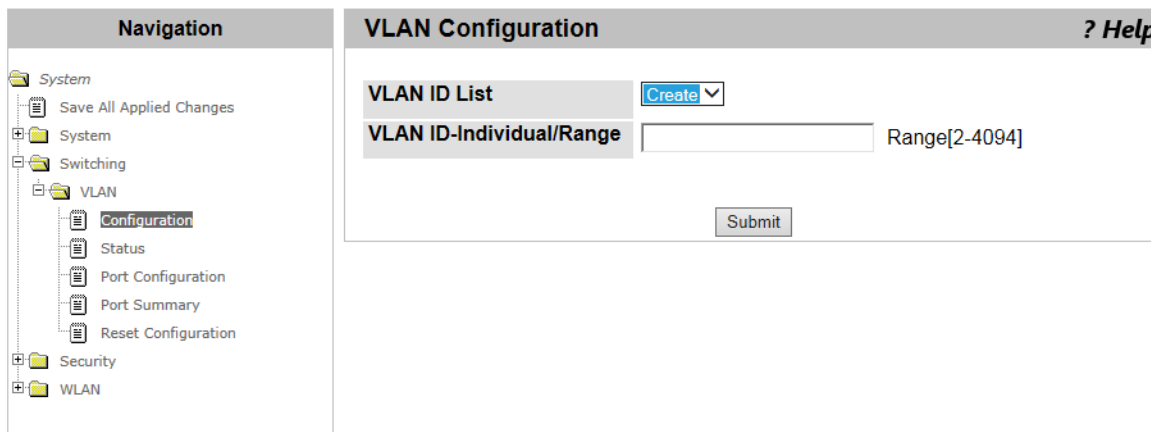 Navigation
System
Save All Applied Changes
System
Switching
VLAN
Configuration
Status
Port Configuration
Port Summary
Reset Configuration
Security
WLAN
VLAN Configuration
? Help
VLAN ID List
Create
VLAN ID-Individual/Range
Range[2-4094]
Submit